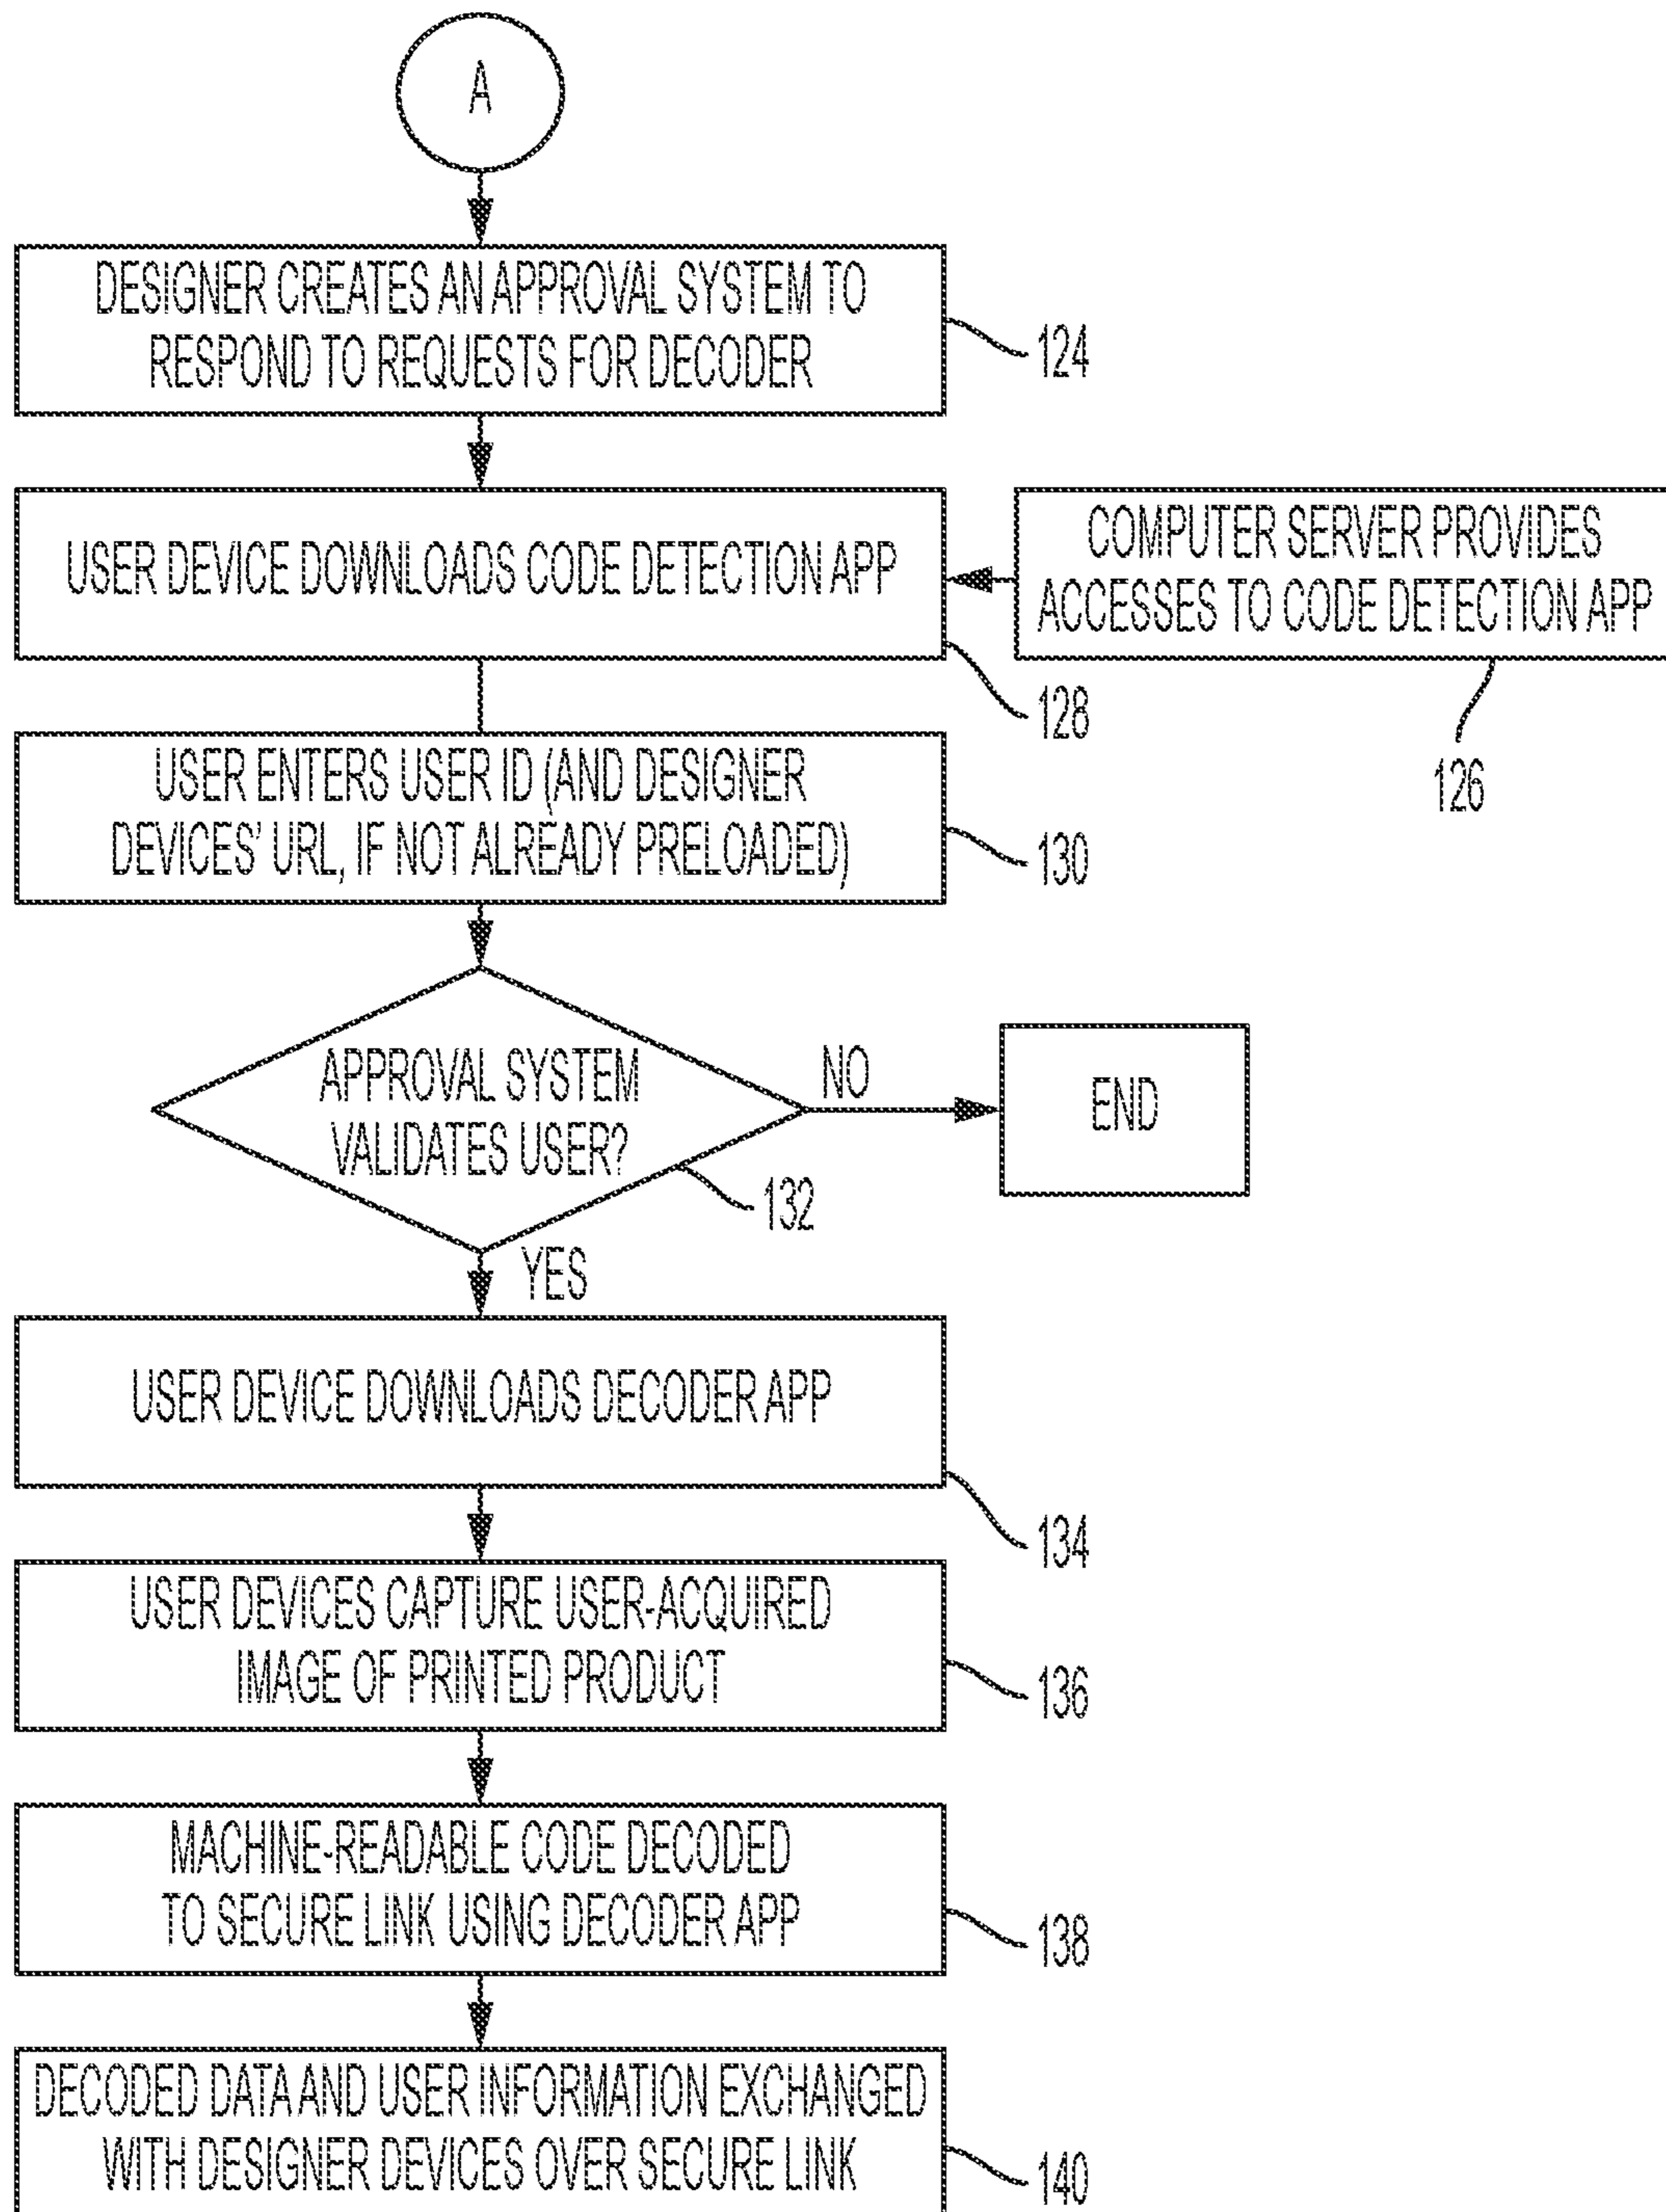 A
DESIGNER CREATES AN APPROVAL SYSTEM TO
RESPOND TO REQUESTS FOR DECODER
124
USER DEVICE DOWNLOADS CODE DETECTION APP
128
COMPUTER SERVER PROVIDES
ACCESSES TO CODE DETECTION APP
126
USER ENTERS USER ID (AND DESIGNER
DEVICES' URL, IF NOT ALREADY PRELOADED)
130
APPROVAL SYSTEM
VALIDATES USER?
132
NO
END
YES
USER DEVICE DOWNLOADS DECODER APP
134
USER DEVICES CAPTURE USER-ACQUIRED
IMAGE OF PRINTED PRODUCT
136
MACHINE-READABLE CODE DECODED
TO SECURE LINK USING DECODER APP
138
DECODED DATA AND USER INFORMATION EXCHANGED
WITH DESIGNER DEVICES OVER SECURE LINK
140